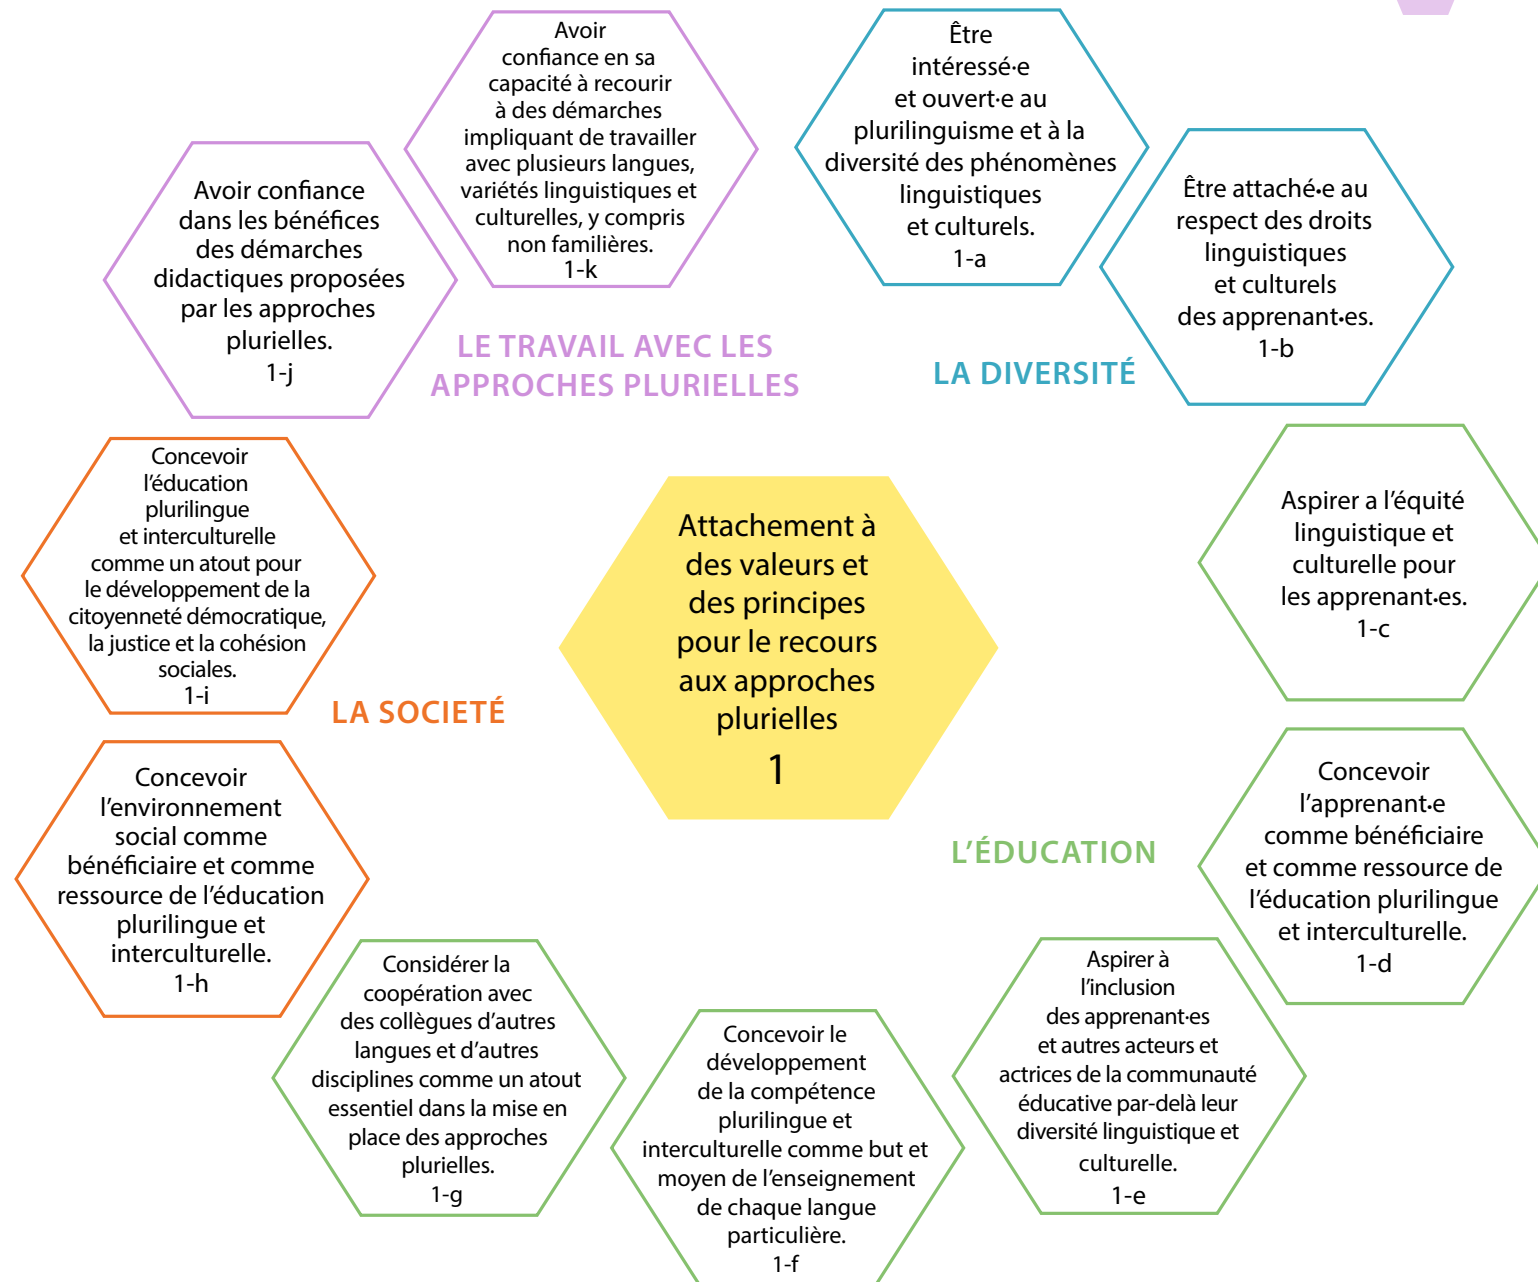 Avoir
confiance en sa
capacité à recourir
à des démarches
impliquant de travailler
avec plusieurs langues,
variétés linguistiques et
culturelles, y compris
non familières.
1-k
Être
intéressé·e
et ouvert·e au
plurilinguisme et à la
diversité des phénomènes
linguistiques
et culturels.
1-a
Avoir confiance
dans les bénéfices
des démarches
didactiques proposées
par les approches
plurielles.
1-j
Être attaché·e au
respect des droits
linguistiques
et culturels
des apprenant·es.
1-b
LE TRAVAIL AVEC LES
APPROCHES PLURIELLES
LA DIVERSITÉ
Concevoir
l'éducation
plurilingue
et interculturelle
comme un atout pour
le développement de la
citoyenneté démocratique,
la justice et la cohésion
sociales.
1-i
Attachement à
des valeurs et
des principes
pour le recours
aux approches
plurielles
1
Aspirer a l'équité
linguistique et
culturelle pour
les apprenant·es.
1-c
LA SOCIETÉ
Concevoir
l'environnement
social comme
bénéficiaire et comme
ressource de l'éducation
plurilingue et
interculturelle.
1-h
L'ÉDUCATION
Concevoir
l'apprenant·e
comme bénéficiaire
et comme ressource de
l'éducation plurilingue
et interculturelle.
1-d
Considérer la
coopération avec
des collègues d'autres
langues et d'autres
disciplines comme un atout
essentiel dans la mise en
place des approches
plurielles.
1-g
Concevoir le
développement
de la compétence
plurilingue et
interculturelle comme but et
moyen de l'enseignement
de chaque langue
particulière.
1-f
Aspirer à
l'inclusion
des apprenant·es
et autres acteurs et
actrices de la communauté
éducative par-delà leur
diversité linguistique et
culturelle.
1-e